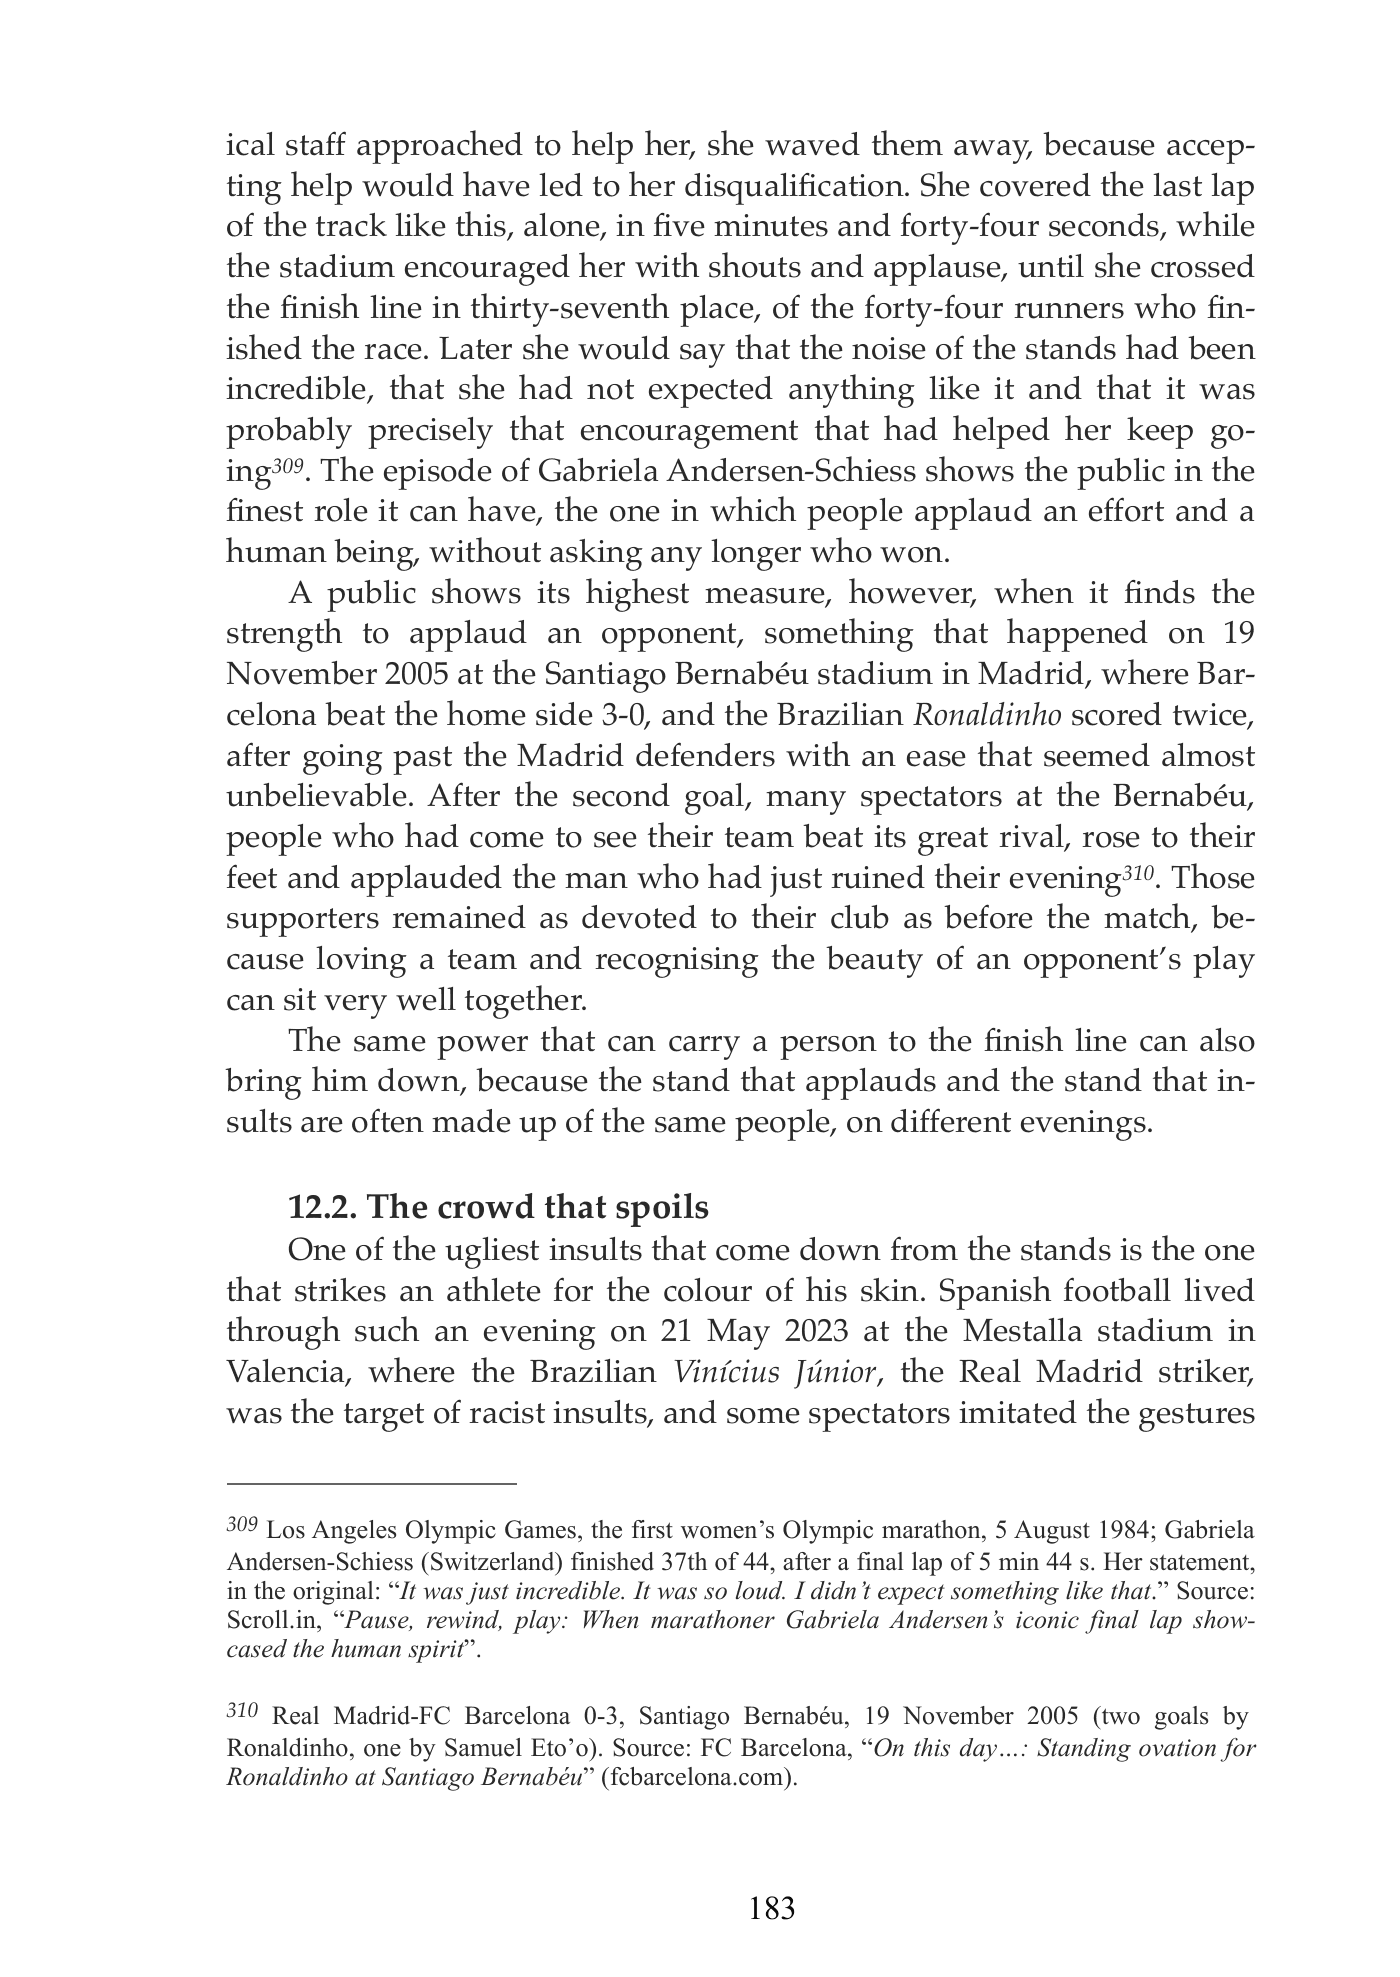 ical staff approached to help her, she waved them away, because accep-
ting help would have led to her disqualification. She covered the last lap
of the track like this, alone, in five minutes and forty-four seconds, while
the stadium encouraged her with shouts and applause, until she crossed
the finish line in thirty-seventh place, of the forty-four runners who fin-
ished the race. Later she would say that the noise of the stands had been
incredible, that she had not expected anything like it and that it was
probably precisely that encouragement that had helped her keep go-
ing309. The episode of Gabriela Andersen-Schiess shows the public in the
finest role it can have, the one in which people applaud an effort and a
human being, without asking any longer who won.
A public shows its highest measure, however, when it finds the
strength to applaud an opponent, something that happened on 19
November 2005 at the Santiago Bernabéu stadium in Madrid, where Bar-
celona beat the home side 3-0, and the Brazilian Ronaldinho scored twice,
after going past the Madrid defenders with an ease that seemed almost
unbelievable. After the second goal, many spectators at the Bernabéu,
people who had come to see their team beat its great rival, rose to their
feet and applauded the man who had just ruined their evening310. Those
supporters remained as devoted to their club as before the match, be-
cause loving a team and recognising the beauty of an opponent's play
can sit very well together.
The same power that can carry a person to the finish line can also
bring him down, because the stand that applauds and the stand that in-
sults are often made up of the same people, on different evenings.
12.2. The crowd that spoils
One of the ugliest insults that come down from the stands is the one
that strikes an athlete for the colour of his skin. Spanish football lived
through such an evening on 21 May 2023 at the Mestalla stadium in
Valencia, where the Brazilian Vinícius Júnior, the Real Madrid striker,
was the target of racist insults, and some spectators imitated the gestures
309 Los Angeles Olympic Games, the first women's Olympic marathon, 5 August 1984; Gabriela
Andersen-Schiess (Switzerland) finished 37th of 44, after a final lap of 5 min 44 s. Her statement,
in the original: “It was just incredible. It was so loud. I didn't expect something like that.” Source:
Scroll.in, “Pause, rewind, play: When marathoner Gabriela Andersen's iconic final lap show-
cased the human spirit”.
310 Real Madrid-FC Barcelona 0-3, Santiago Bernabéu, 19 November 2005 (two goals by
Ronaldinho, one by Samuel Eto'o). Source: FC Barcelona, “On this day…: Standing ovation for
Ronaldinho at Santiago Bernabéu” (fcbarcelona.com).
183